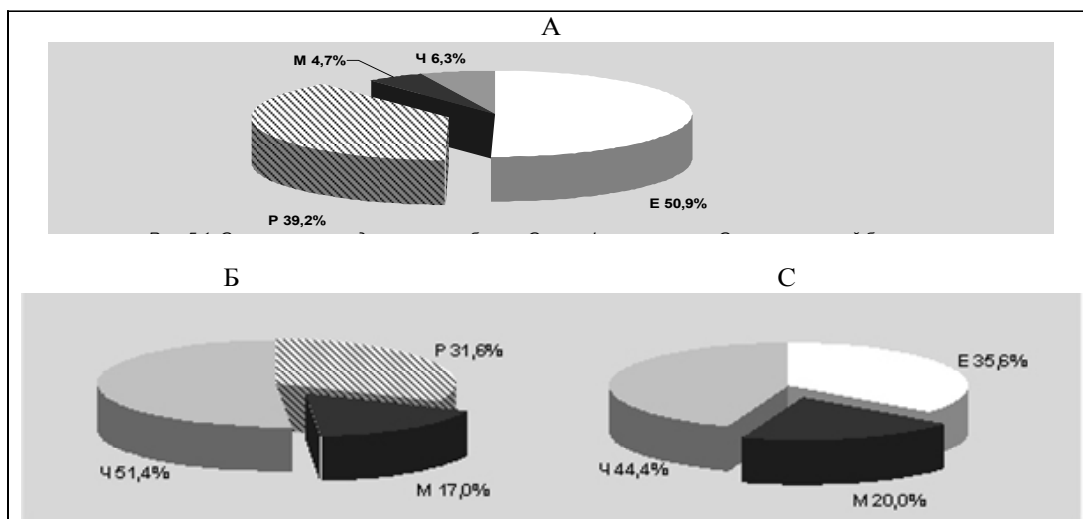 А
М 4,7%
Ч 6,3%
Р 39,2%
Е 50,9%
Б
С
Р 31,6%
Ч 51,4%
М 17,0%
Е 35,6%
Ч 44,4%
М 20,0%